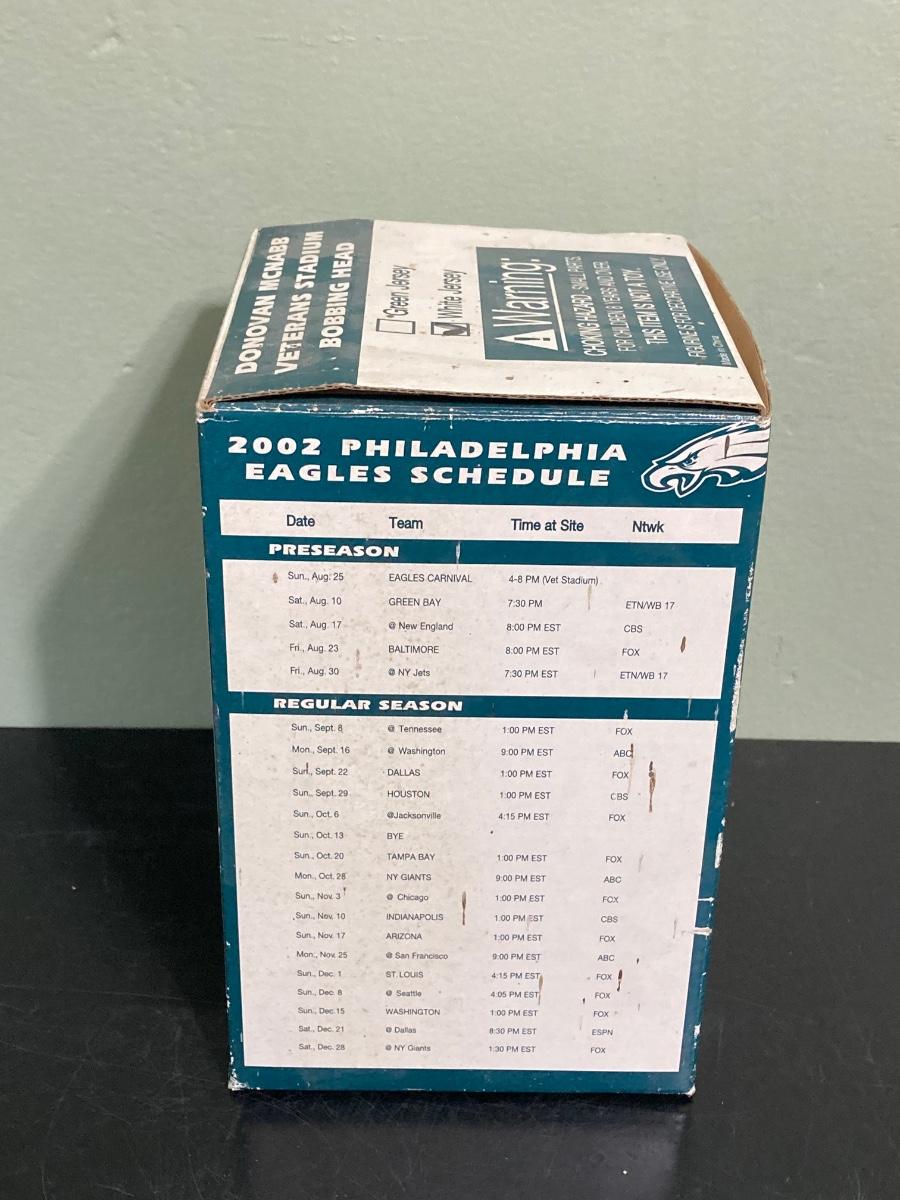 DONOVAN MCNABB
VETERANS STADIUM
BOBBING HEAD
Green Jersey
White Jersey
Warning:
CHOKING HAZARD - SMALL PARTS.
FOR CHILDREN 3 YEARS AND OVER.
THIS ITEM IS NOT A TOY.
FIGURINE IS FOR DECORATIVE USE ONLY.
Made in China
2002 PHILADELPHIA
EAGLES SCHEDULE
Date Team Time at Site Ntwk
PRESEASON
Sun., Aug. 25 EAGLES CARNIVAL 4-8 PM (Vet Stadium)
Sat., Aug. 10 GREEN BAY 7:30 PM ETN/WB 17
Sat., Aug. 17 @ New England 8:00 PM EST CBS
Fri., Aug. 23 BALTIMORE 8:00 PM EST FOX
Fri., Aug. 30 @ NY Jets 7:30 PM EST ETN/WB 17
REGULAR SEASON
Sun., Sept. 8 @ Tennessee 1:00 PM EST FOX
Mon., Sept. 16 @ Washington 9:00 PM EST ABC
Sun., Sept. 22 DALLAS 1:00 PM EST FOX
Sun., Sept. 29 HOUSTON 1:00 PM EST CBS
Sun., Oct. 6 @Jacksonville 4:15 PM EST FOX
Sun., Oct. 13 BYE
Sun., Oct. 20 TAMPA BAY 1:00 PM EST FOX
Mon., Oct. 28 NY GIANTS 9:00 PM EST ABC
Sun., Nov. 3 @ Chicago 1:00 PM EST FOX
Sun., Nov. 10 INDIANAPOLIS 1:00 PM EST CBS
Sun., Nov. 17 ARIZONA 1:00 PM EST FOX
Mon., Nov. 25 @ San Francisco 9:00 PM EST ABC
Sun., Dec. 1 ST. LOUIS 4:15 PM EST FOX
Sun., Dec. 8 @ Seattle 4:05 PM EST FOX
Sun., Dec. 15 WASHINGTON 1:00 PM EST FOX
Sat., Dec. 21 @ Dallas 8:30 PM EST ESPN
Sat., Dec. 28 @ NY Giants 1:30 PM EST FOX